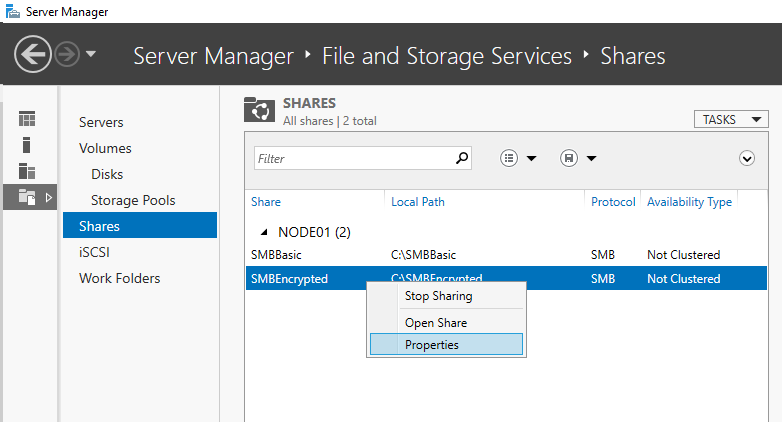 Server Manager
Server Manager ‣ File and Storage Services ‣ Shares
Servers
Volumes
Disks
Storage Pools
Shares
iSCSI
Work Folders
SHARES
All shares | 2 total
TASKS
Filter
Share Local Path Protocol Availability Type
NODE01 (2)
SMBBasic C:\SMBBasic SMB Not Clustered
SMBEncrypted C:\SMBEncrypted SMB Not Clustered
Stop Sharing
Open Share
Properties